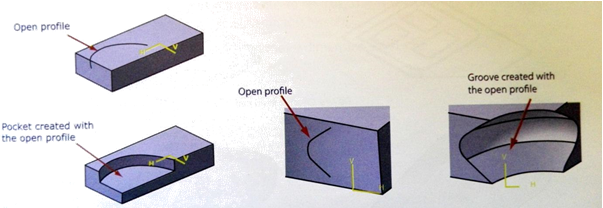 Open profile
V
Pocket created with
the open profile
H
V
Open profile
V
H
Groove created with
the open profile
V
H